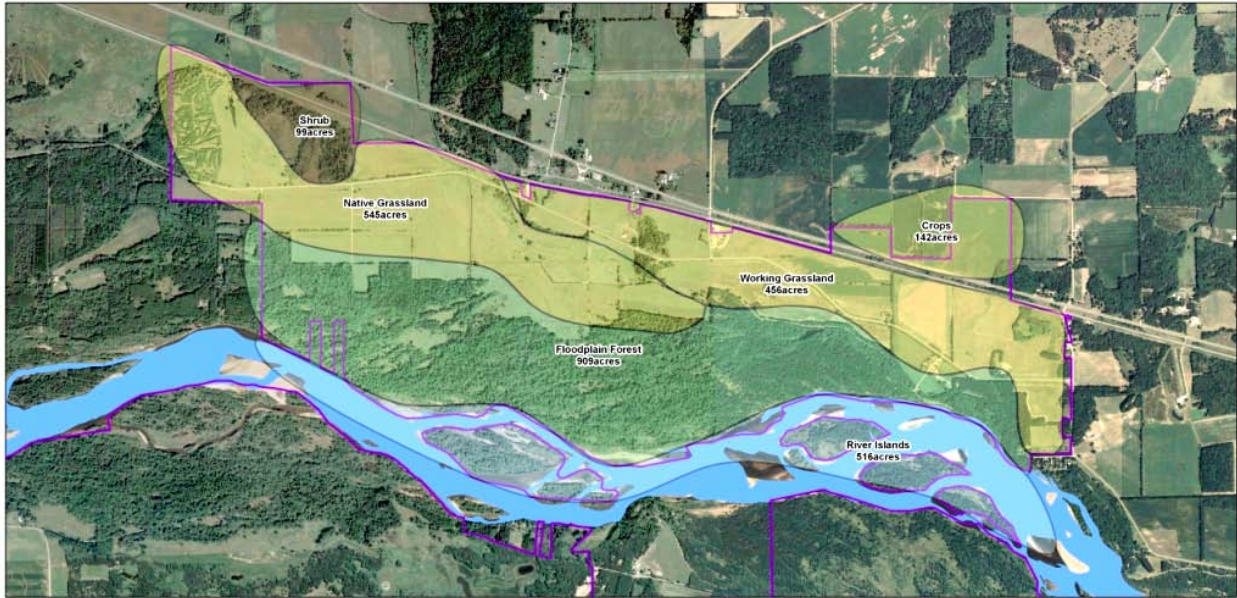 Shrub
99acres
Native Grassland
545acres
Crops
142acres
Working Grassland
456acres
Floodplain Forest
909acres
River Islands
516acres